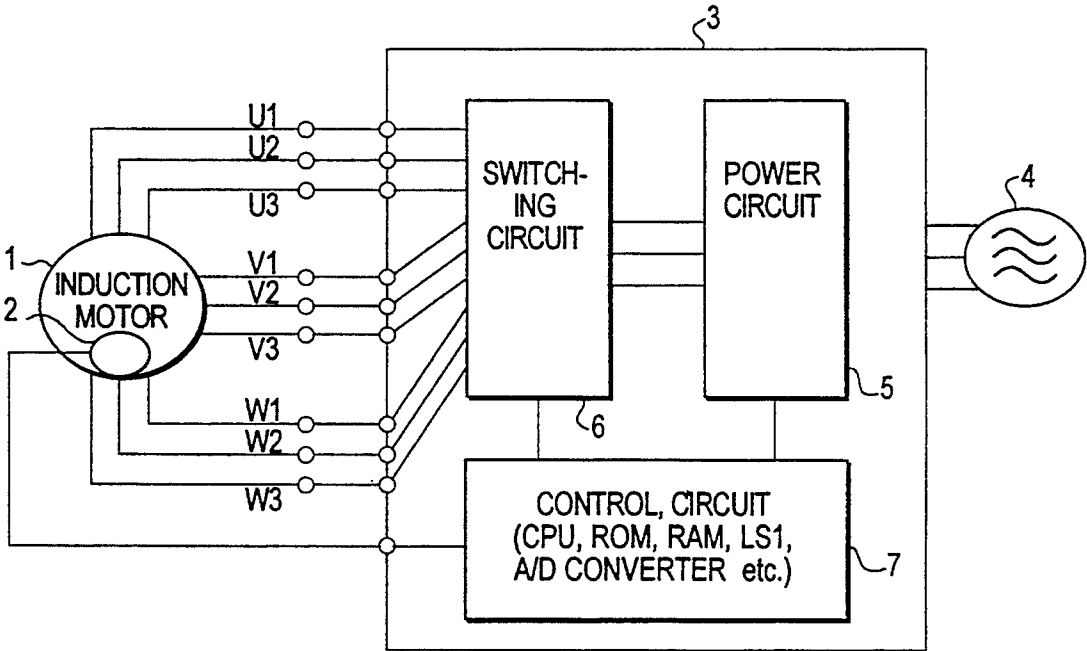 3
U1
U2
U3
SWITCH-
ING
CIRCUIT
POWER
CIRCUIT
4
1
INDUCTION
MOTOR
2
V1
V2
V3
5
6
W1
W2
W3
CONTROL, CIRCUIT
(CPU, ROM, RAM, LS1,
A/D CONVERTER etc.)
7